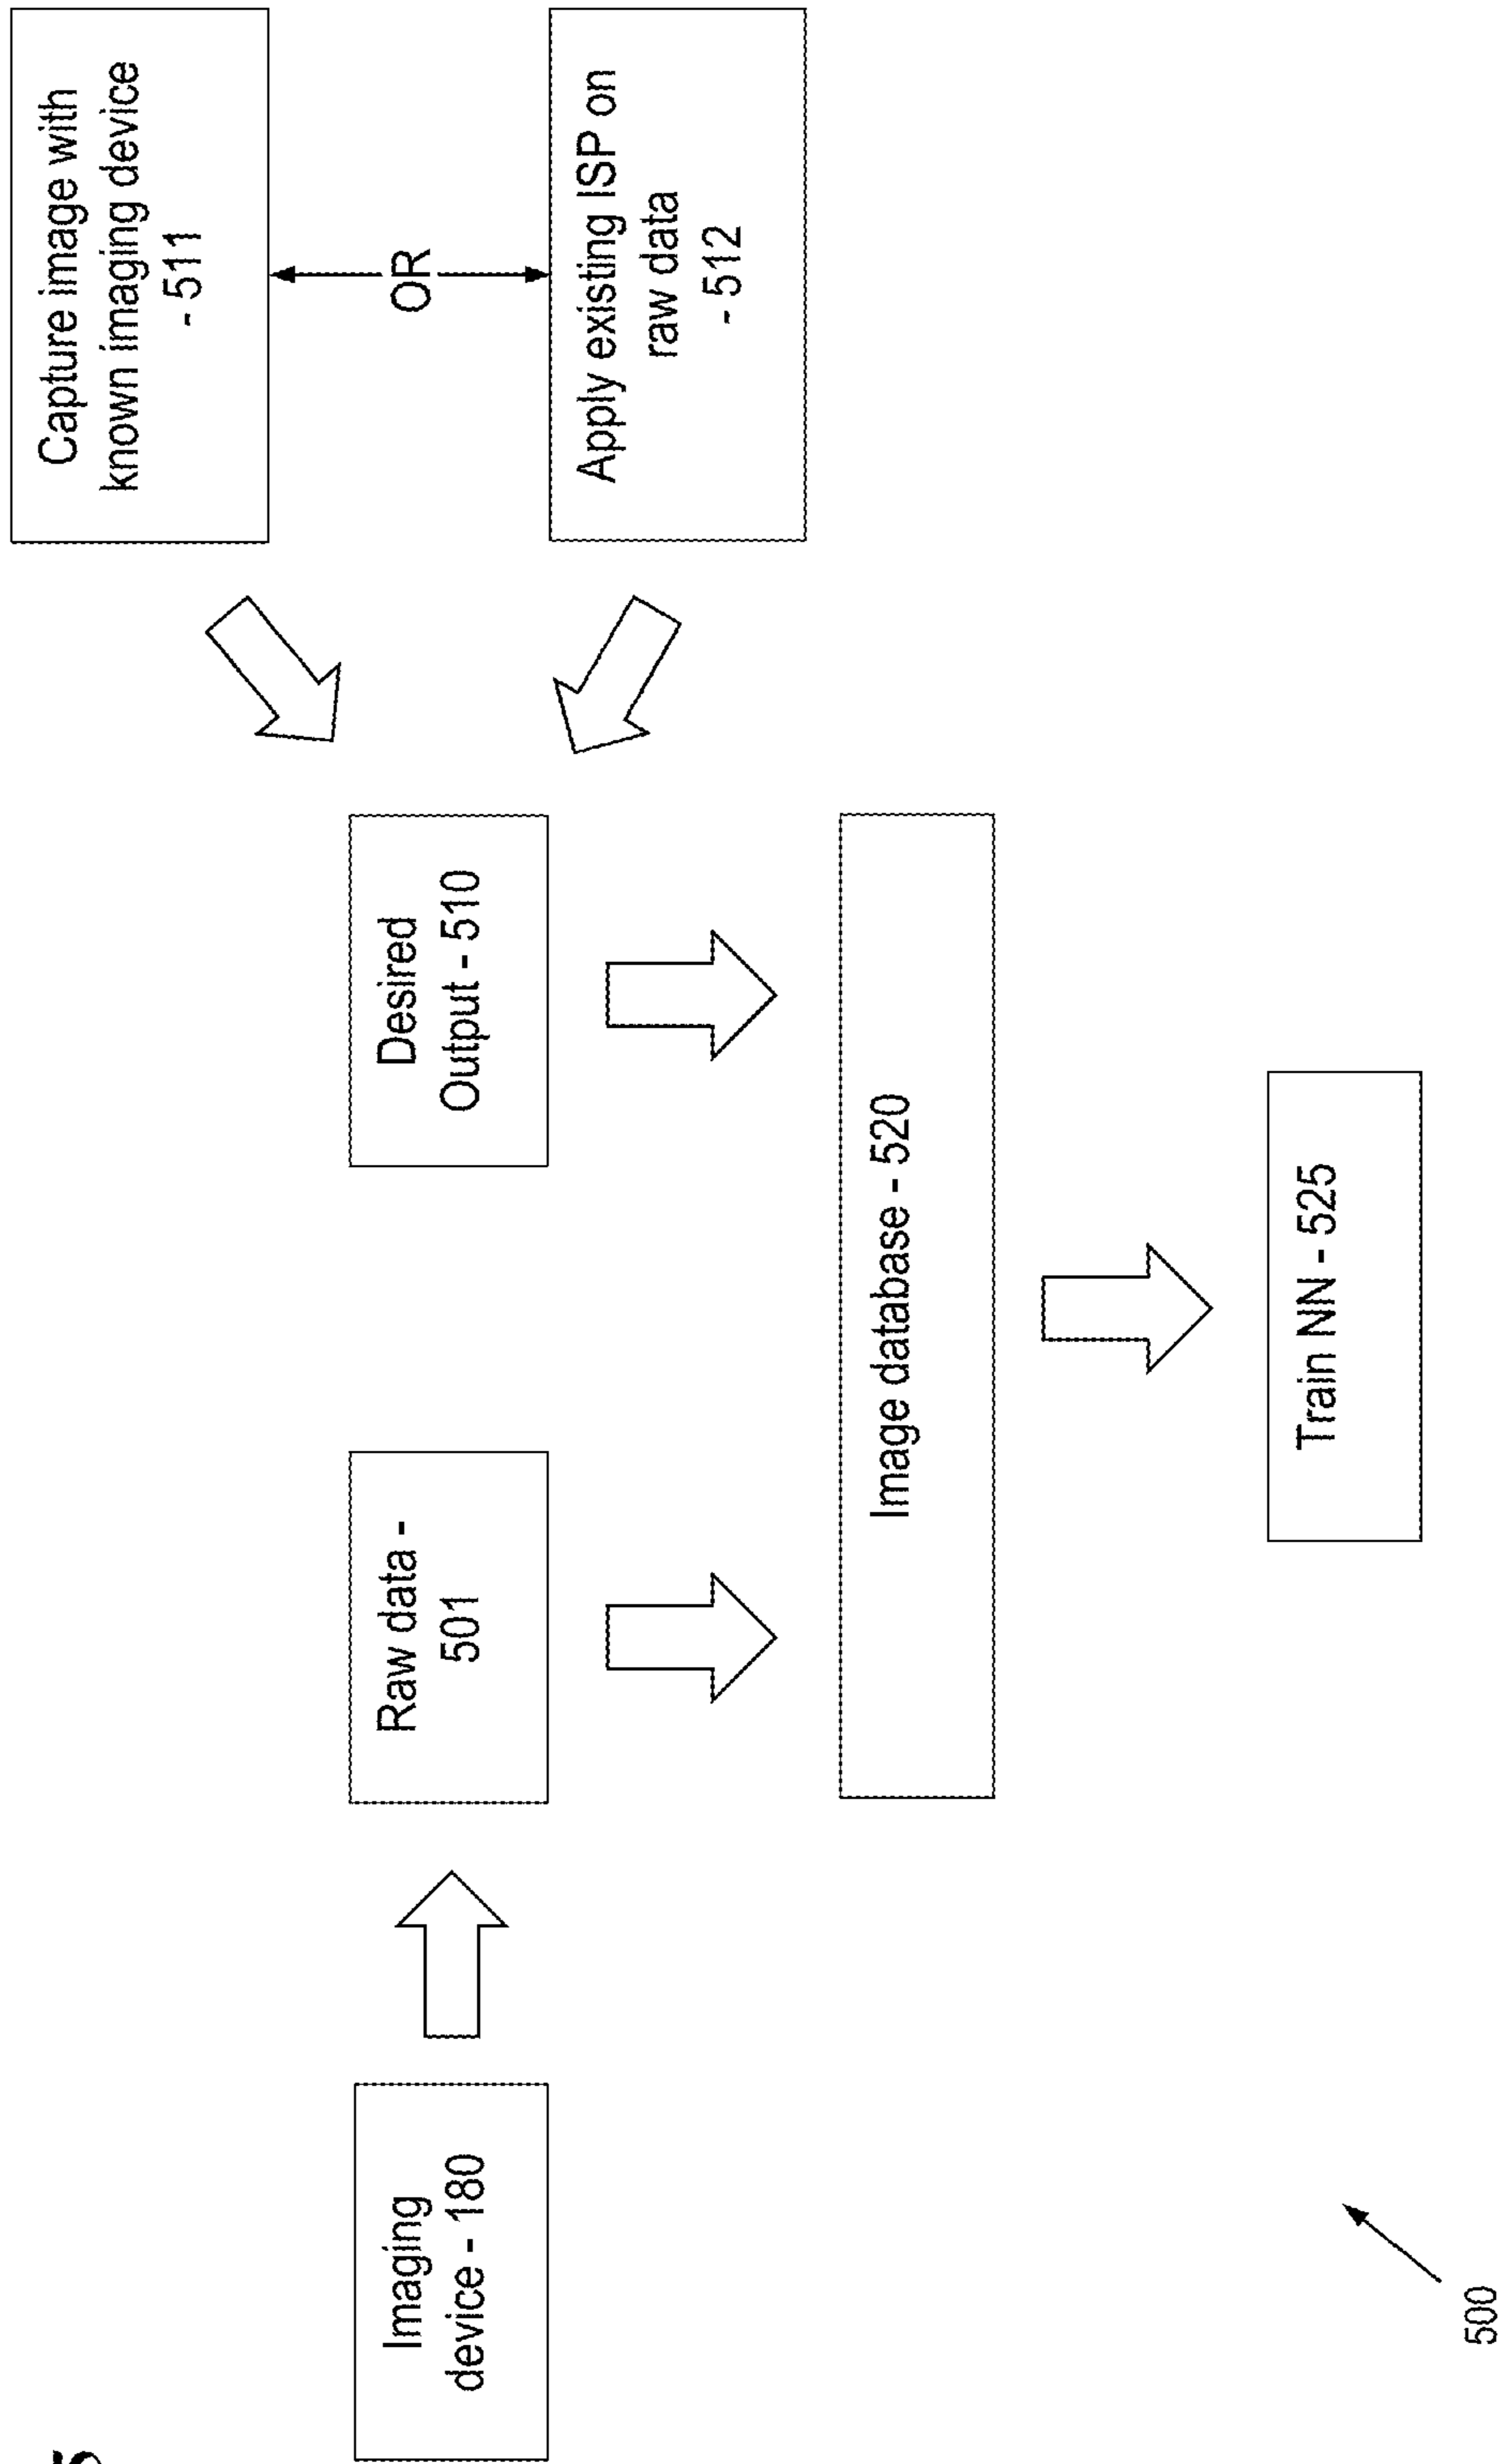 Imaging
device - 180
Raw data -
501
Desired
Output - 510
Capture image with
known imaging device
- 511
OR
Apply existing ISP on
raw data
- 512
Image database - 520
Train NN - 525
500